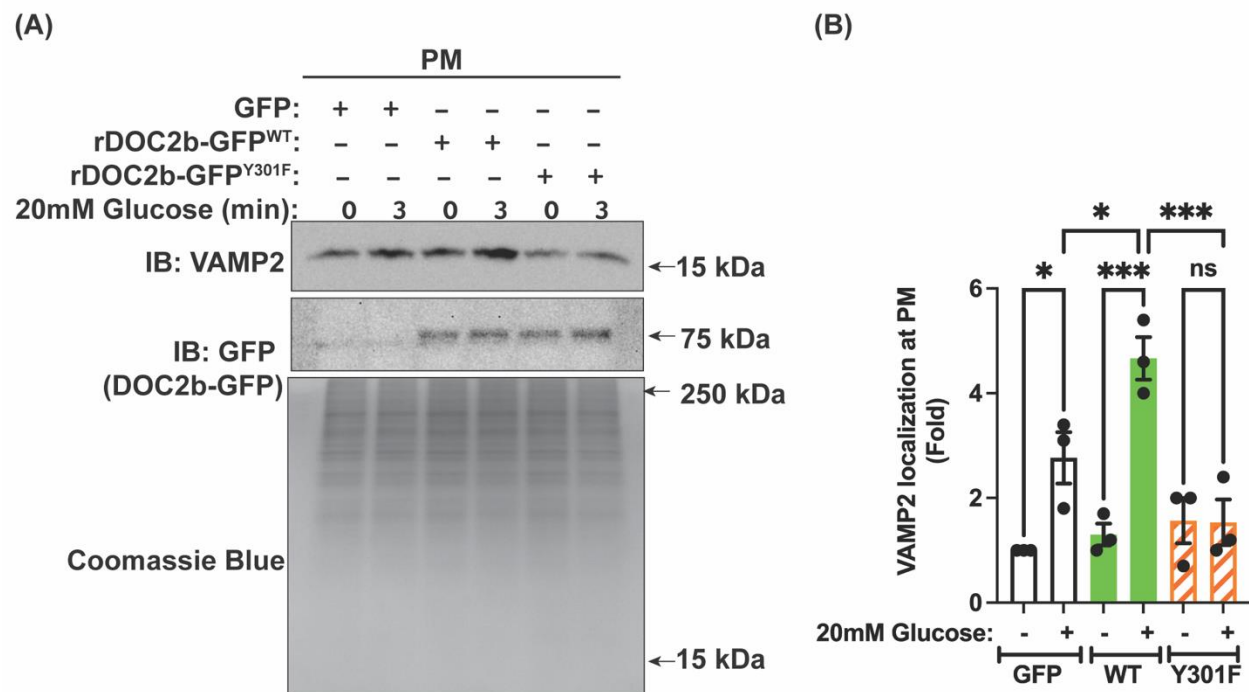 (A)
PM
GFP: + + – – – –
rDOC2b-GFPWT: – – + + – –
rDOC2b-GFPY301F: – – – – + +
20mM Glucose (min): 0 3 0 3 0 3
IB: VAMP2
←15 kDa
IB: GFP
(DOC2b-GFP)
←75 kDa
←250 kDa
Coomassie Blue
←15 kDa
(B)
* ***
* *** ns
VAMP2 localization at PM
(Fold)
6
4
2
0
20mM Glucose: - + - + - +
GFP WT Y301F